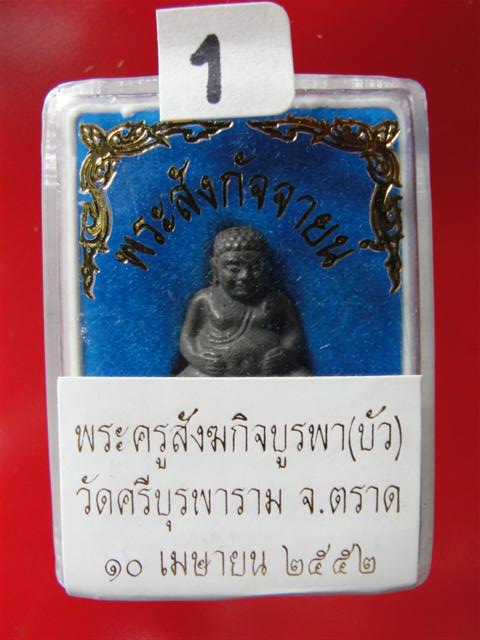 1
พระสังกัจจายน์
พระครูสังฆกิจบูรพา(บัว)
วัดศรีบุรพาราม จ.ตราด
๑๐ เมษายน ๒๕๕๒